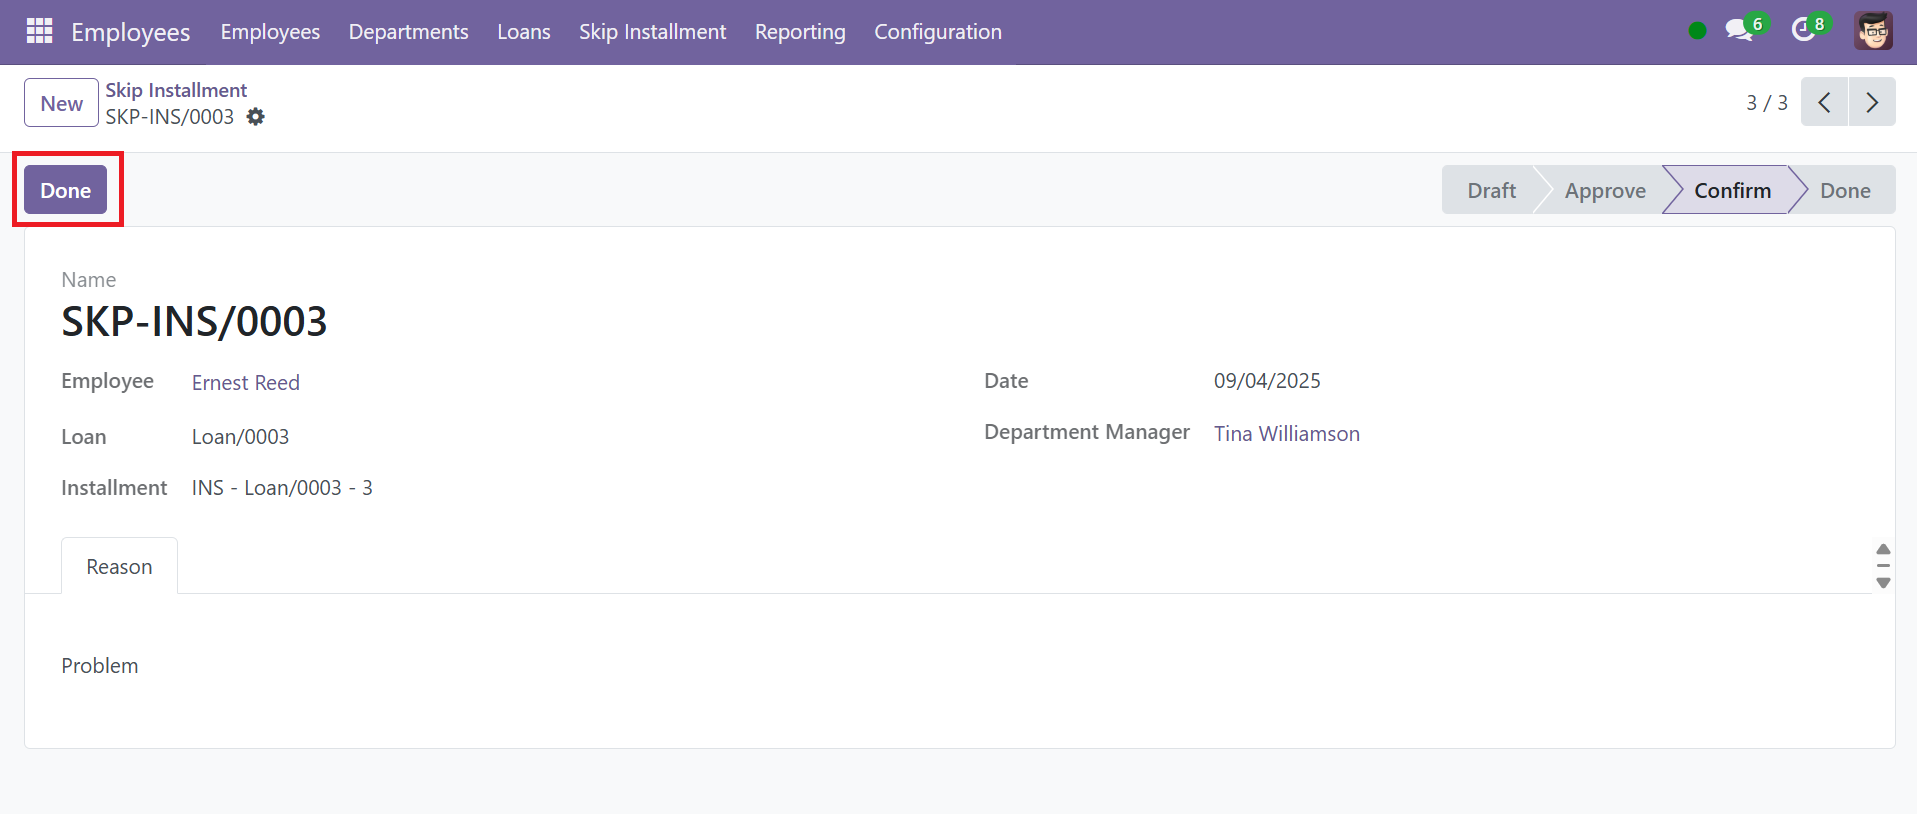 Employees Employees Departments Loans Skip Installment Reporting Configuration 6 8
New Skip Installment
SKP-INS/0003 3 / 3
Done Draft Approve Confirm Done
Name
SKP-INS/0003
Employee Ernest Reed Date 09/04/2025
Loan Loan/0003 Department Manager Tina Williamson
Installment INS - Loan/0003 - 3
Reason
Problem